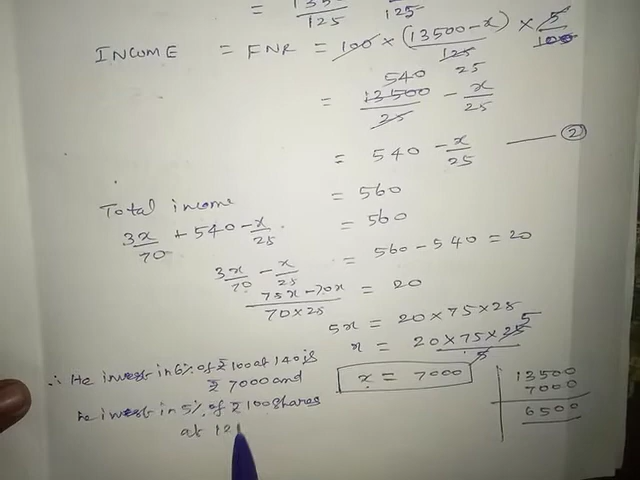 = 1350/125
125
INCOME = FNR = 100 × (13500-x)/125 × 5/100
540 25
= 13500/25 - x/25
= 540 - x/25 —— ②
Total income = 560
3x/70 + 540 - x/25 = 560
3x/70 - x/25 = 560 - 540 = 20
75x-70x/70×25 = 20
5x = 20×75×25
x = 20×75×25/5 5
x = 7000
∴ He invest in 6% of ₹100 at 140 is
₹ 7000 and
He invest in 5% of ₹100 shares
at 12
13500
7000
6500